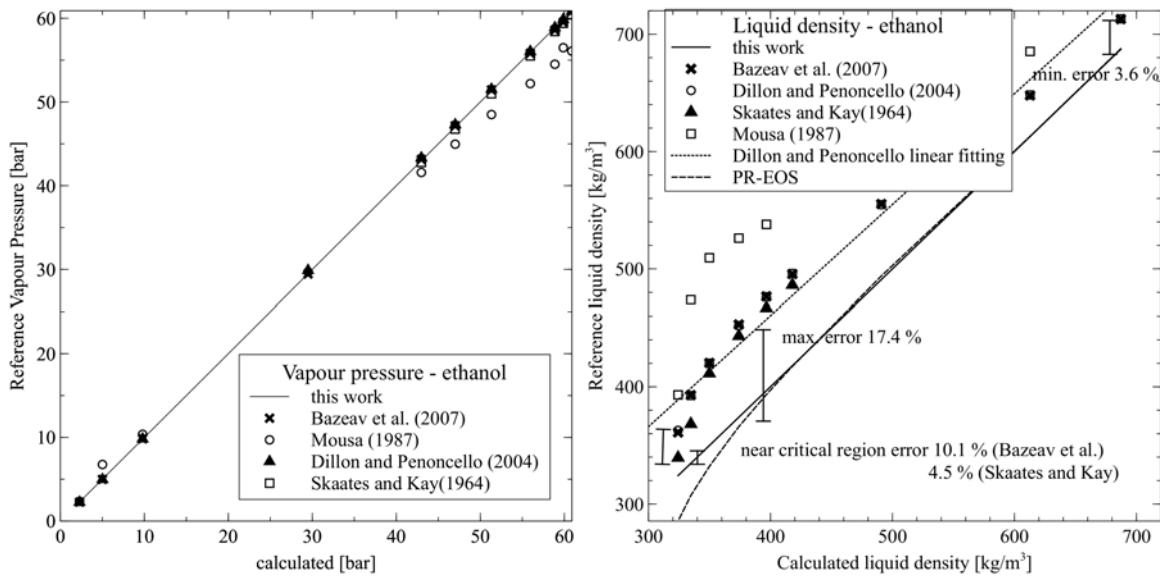 60
50
40
30
20
10
0
Reference Vapour Pressure [bar]
Vapour pressure - ethanol
this work
Bazeav et al. (2007)
Mousa (1987)
Dillon and Penoncello (2004)
Skaates and Kay(1964)
0 10 20 30 40 50 60
calculated [bar]
700
600
500
400
300
Reference liquid density [kg/m³]
Liquid density - ethanol
this work
Bazeav et al. (2007)
Dillon and Penoncello (2004)
Skaates and Kay(1964)
Mousa (1987)
Dillon and Penoncello linear fitting
PR-EOS
min. error 3.6 %
max. error 17.4 %
near critical region error 10.1 % (Bazeav et al.)
4.5 % (Skaates and Kay)
300 400 500 600 700
Calculated liquid density [kg/m³]